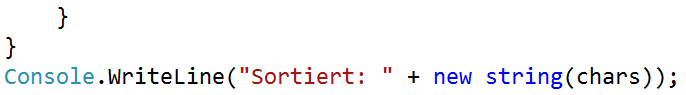 }
}
Console.WriteLine("Sortiert: " + new string(chars));